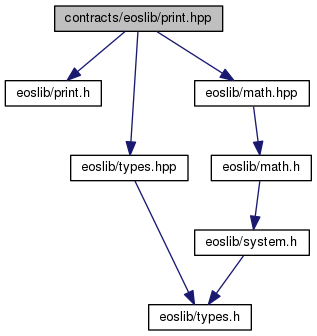 contracts/eoslib/print.hpp
eoslib/print.h
eoslib/math.hpp
eoslib/types.hpp
eoslib/math.h
eoslib/system.h
eoslib/types.h